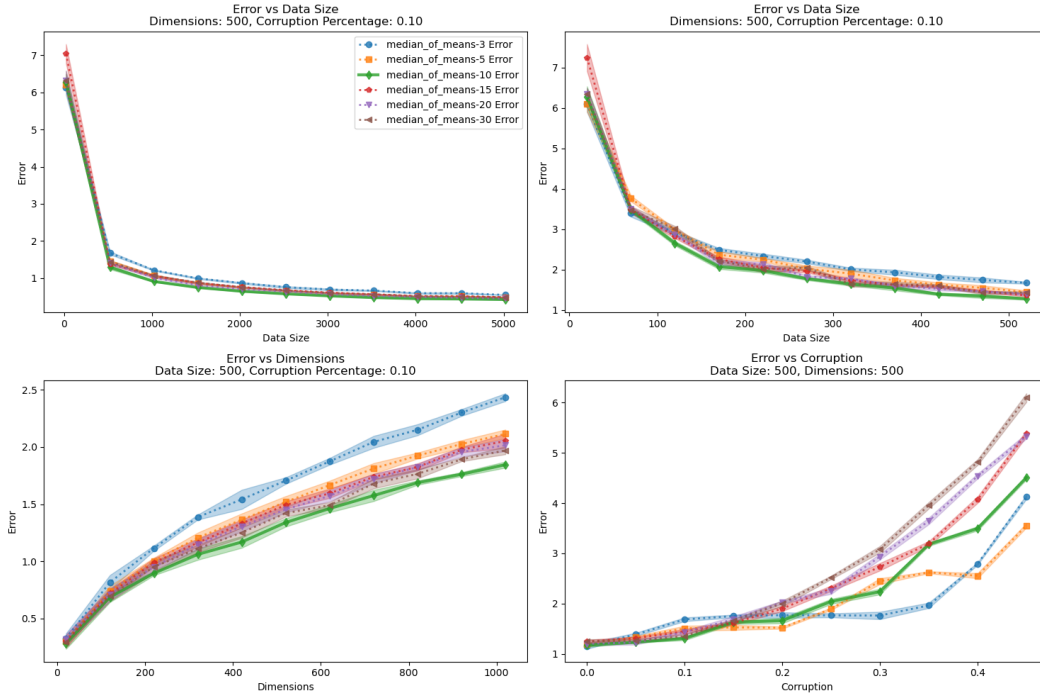 Error vs Data Size
Dimensions: 500, Corruption Percentage: 0.10
median_of_means-3 Error
median_of_means-5 Error
median_of_means-10 Error
median_of_means-15 Error
median_of_means-20 Error
median_of_means-30 Error
7
6
5
4
3
2
1
Error
0
1000
2000
3000
4000
5000
Data Size
Error vs Data Size
Dimensions: 500, Corruption Percentage: 0.10
7
6
5
4
3
2
1
Error
0
100
200
300
400
500
Data Size
Error vs Dimensions
Data Size: 500, Corruption Percentage: 0.10
2.5
2.0
1.5
1.0
0.5
Error
0
200
400
600
800
1000
Dimensions
Error vs Corruption
Data Size: 500, Dimensions: 500
6
5
4
3
2
1
Error
0.0
0.1
0.2
0.3
0.4
Corruption